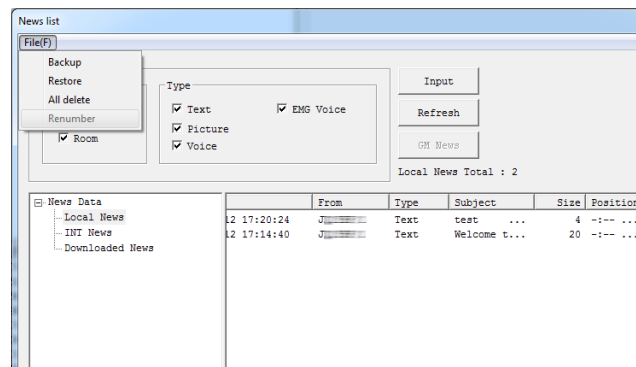 News list
File(F)
Backup
Restore
All delete
Renumber
Room
Type
Text
EMG Voice
Picture
Voice
Input
Refresh
GM News
Local News Total : 2
News Data
Local News
INT News
Downloaded News
From Type Subject Size Position
12 17:20:24 J Text test ... 4 -:-- ...
12 17:14:40 J Text Welcome t... 20 -:-- ...